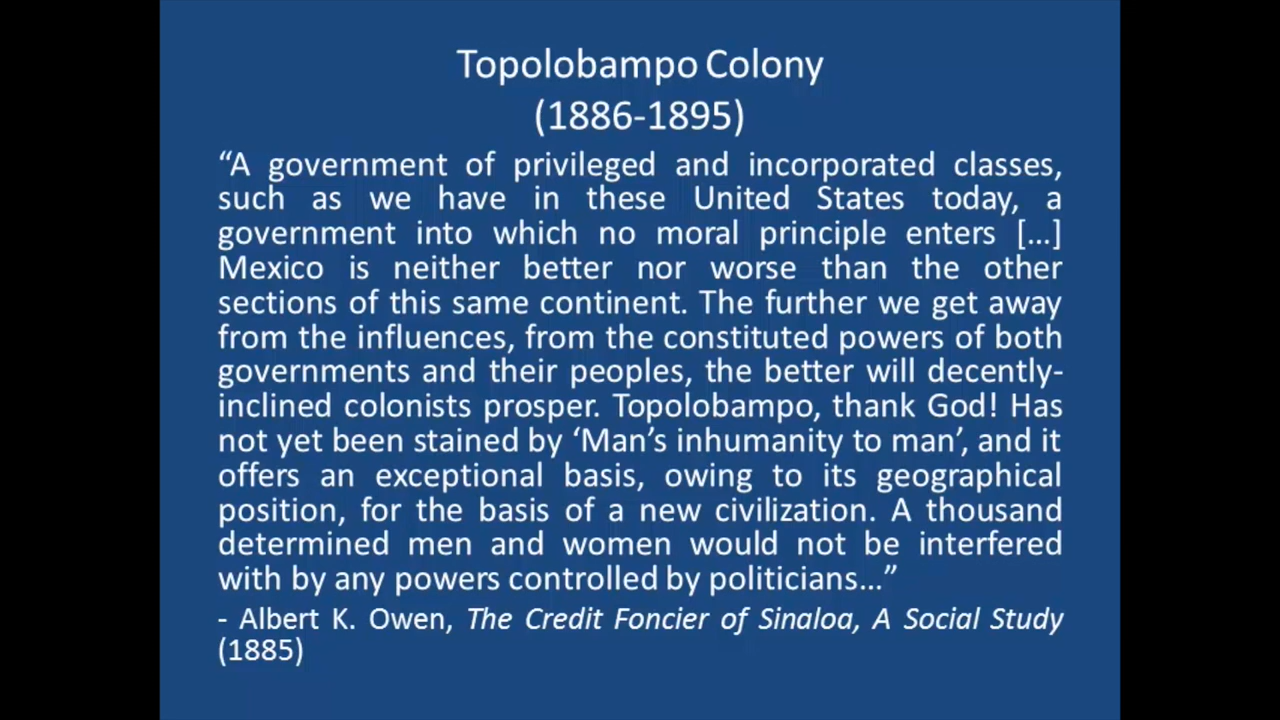 Topolobampo Colony
(1886-1895)
“A government of privileged and incorporated classes,
such as we have in these United States today, a
government into which no moral principle enters […]
Mexico is neither better nor worse than the other
sections of this same continent. The further we get away
from the influences, from the constituted powers of both
governments and their peoples, the better will decently-
inclined colonists prosper. Topolobampo, thank God! Has
not yet been stained by ‘Man’s inhumanity to man’, and it
offers an exceptional basis, owing to its geographical
position, for the basis of a new civilization. A thousand
determined men and women would not be interfered
with by any powers controlled by politicians…”
- Albert K. Owen, The Credit Foncier of Sinaloa, A Social Study
(1885)